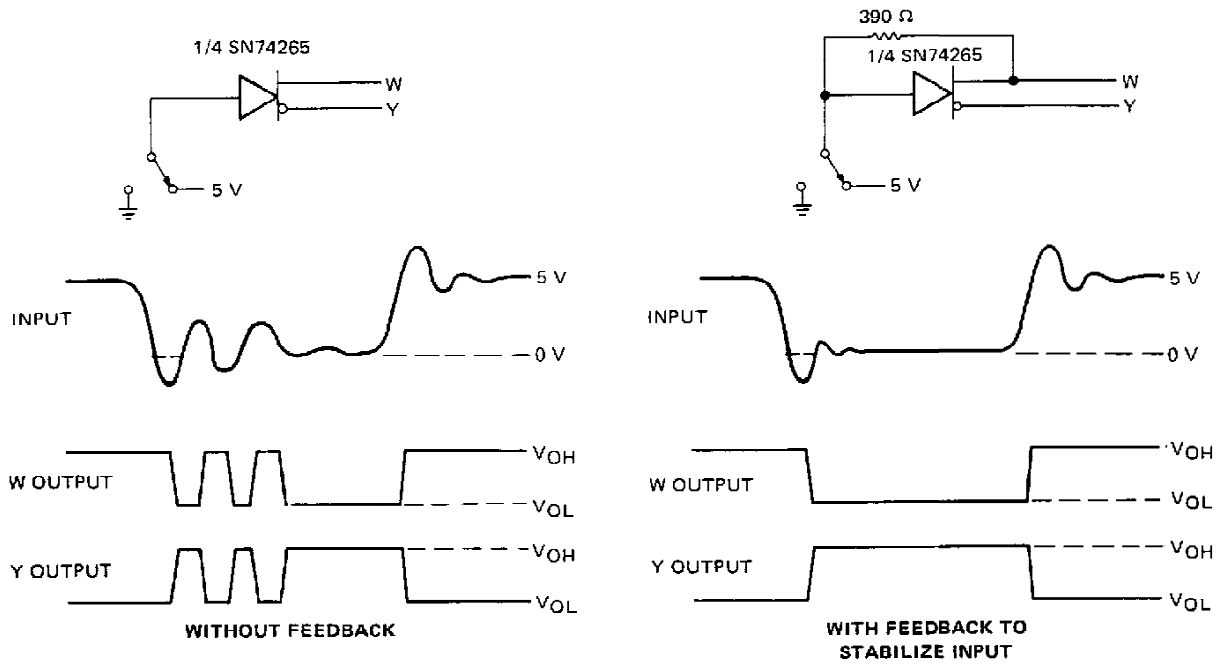 1/4 SN74265
W
Y
5 V
INPUT
5 V
0 V
W OUTPUT
VOH
VOL
Y OUTPUT
VOH
VOL
WITHOUT FEEDBACK
390 Ω
1/4 SN74265
W
Y
5 V
INPUT
5 V
0 V
W OUTPUT
VOH
VOL
Y OUTPUT
VOH
VOL
WITH FEEDBACK TO
STABILIZE INPUT